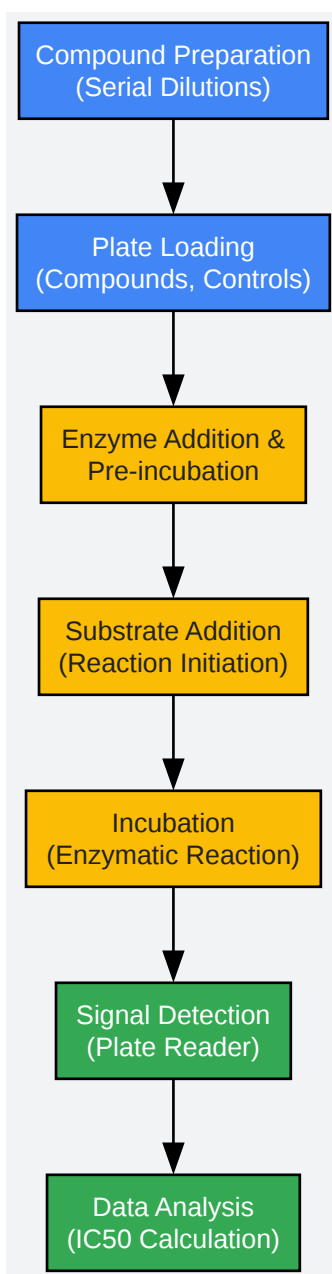 Compound Preparation
(Serial Dilutions)
Plate Loading
(Compounds, Controls)
Enzyme Addition &
Pre-incubation
Substrate Addition
(Reaction Initiation)
Incubation
(Enzymatic Reaction)
Signal Detection
(Plate Reader)
Data Analysis
(IC50 Calculation)